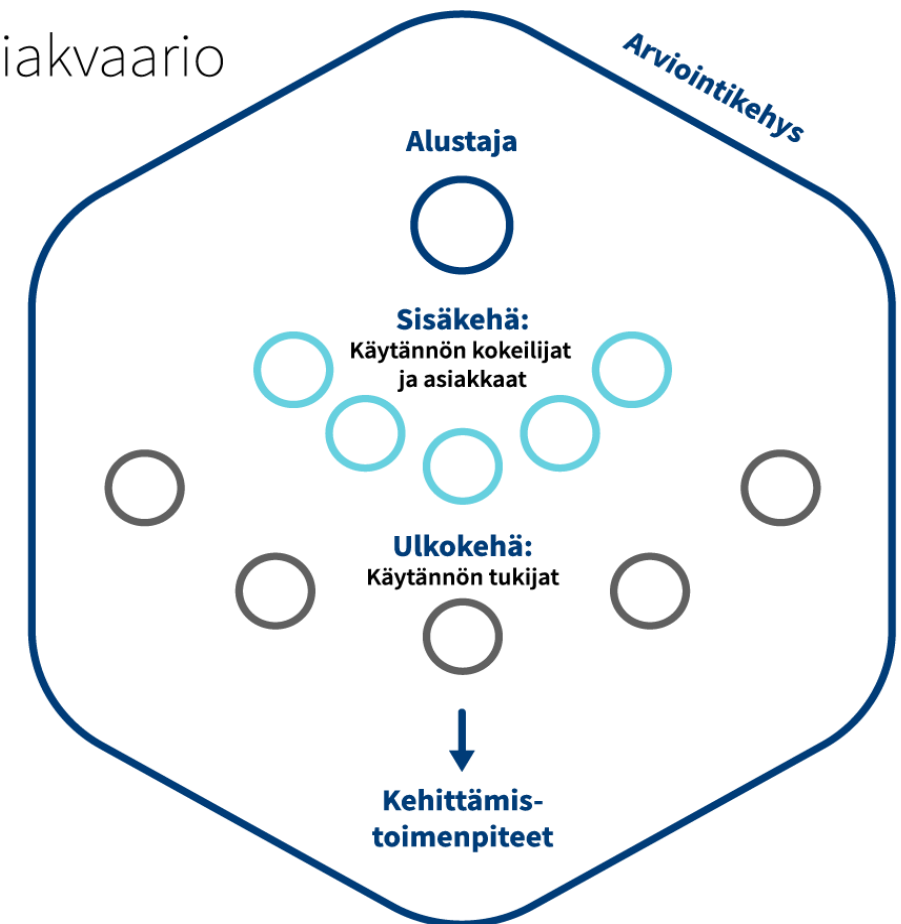 iakvaario
Arviointikehys
Alustaja
Sisäkehä:
Käytännön kokeilijat
ja asiakkaat
Ulkokehä:
Käytännön tukijat
Kehittämis-
toimenpiteet